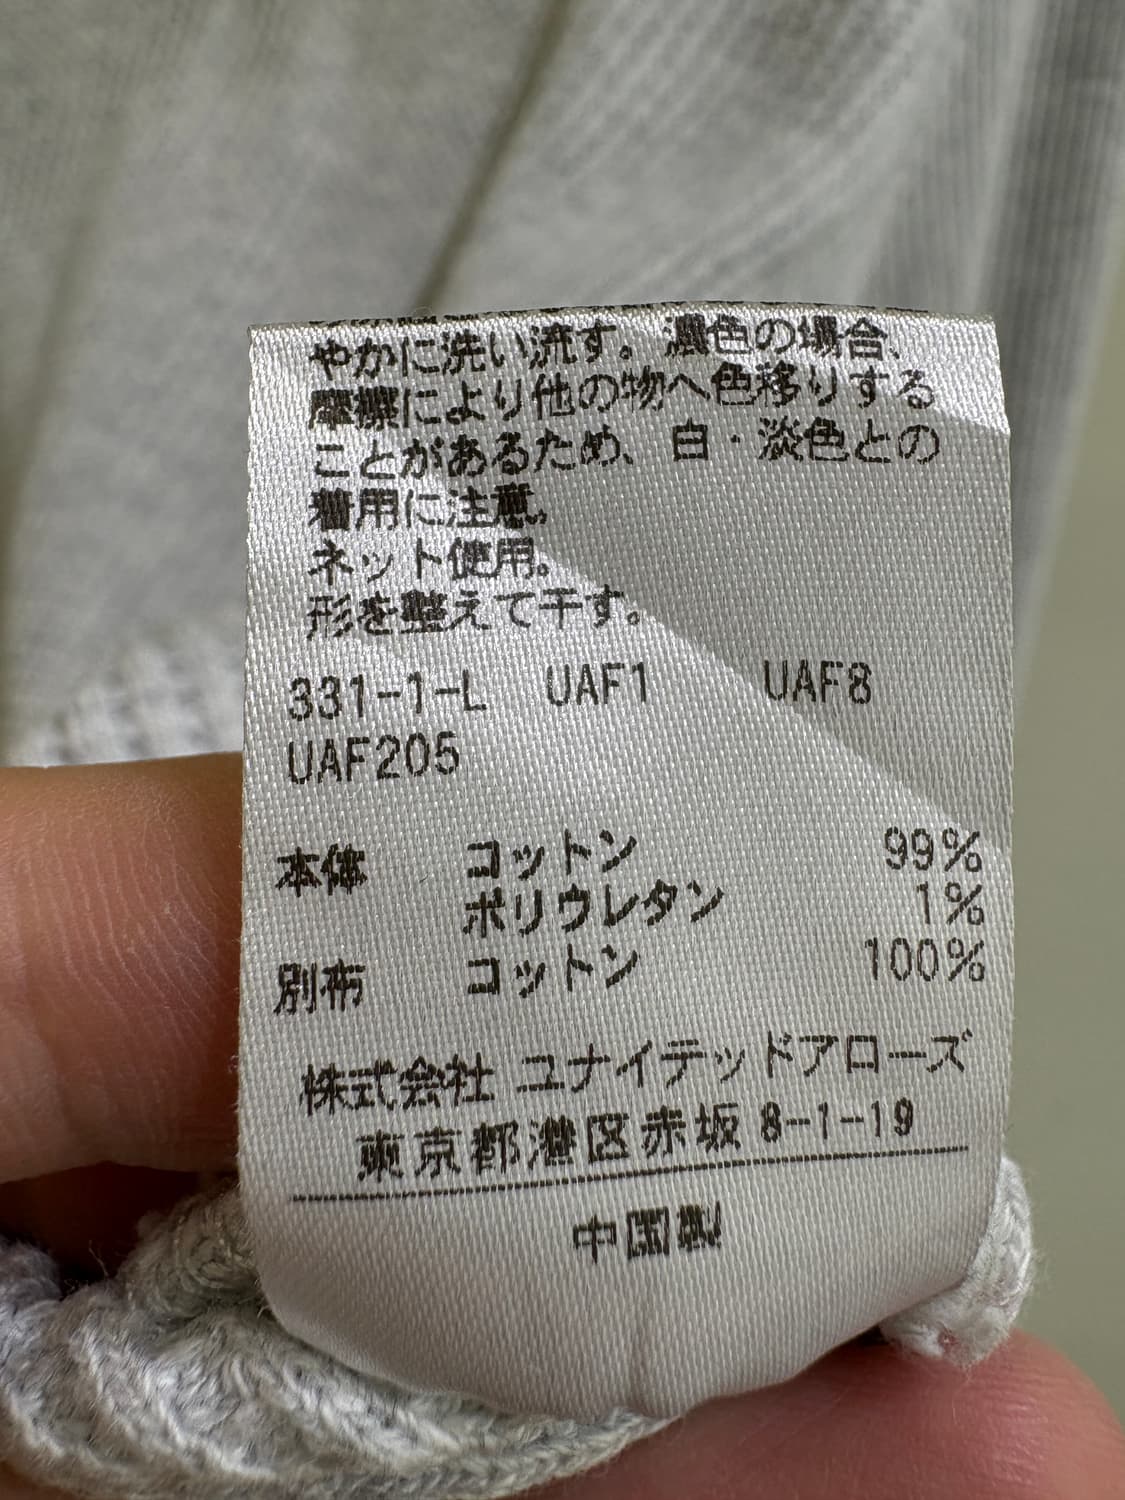 やかに洗い流す。濃色の場合、
摩擦により他の物へ色移りする
ことがあるため、白・淡色との
着用に注意。
ネット使用。
形を整えて干す。
331-1-L UAF1 UAF8
UAF205
本体 コットン 99%
ポリウレタン 1%
別布 コットン 100%
株式会社 ユナイテッドアローズ
東京都港区赤坂 8-1-19
中国製